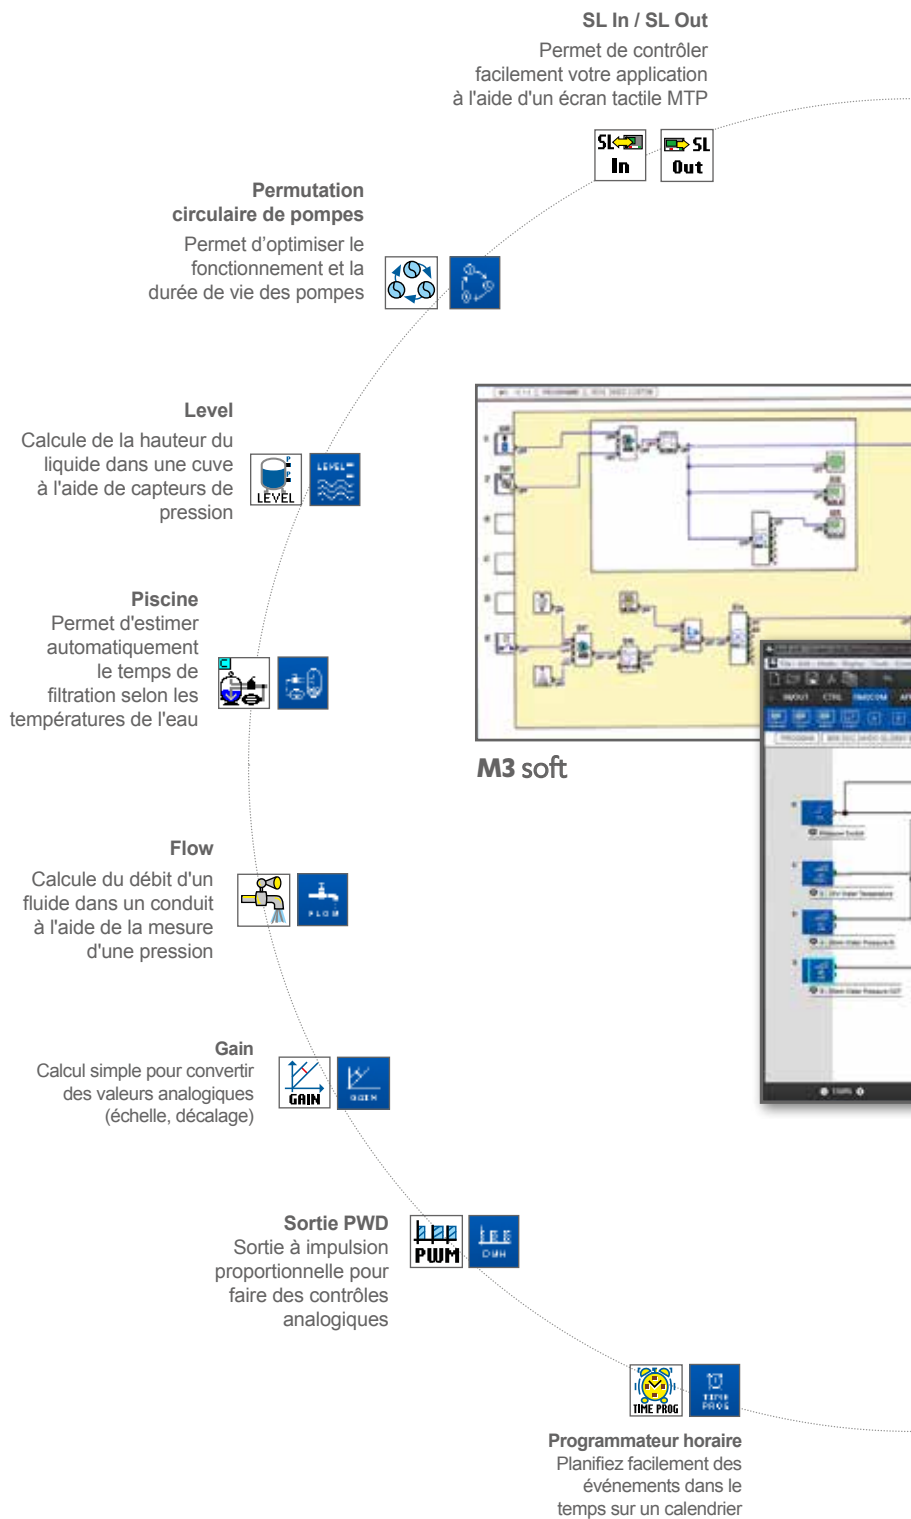 SL In / SL Out
Permet de contrôler
facilement votre application
à l'aide d'un écran tactile MTP
SL
In
SL
Out
Permutation
circulaire de pompes
Permet d’optimiser le
fonctionnement et la
durée de vie des pompes
Level
Calcule de la hauteur du
liquide dans une cuve
à l'aide de capteurs de
pression
P
P
LEVEL
LEVEL
Piscine
Permet d'estimer
automatiquement
le temps de
filtration selon les
températures de l'eau
C
M3 soft
Flow
Calcule du débit d'un
fluide dans un conduit
à l'aide de la mesure
d'une pression
FLOW
Gain
Calcul simple pour convertir
des valeurs analogiques
(échelle, décalage)
GAIN
GAIN
Sortie PWD
Sortie à impulsion
proportionnelle pour
faire des contrôles
analogiques
PWM
PWM
TIME PROG
TIME
PROG
Programmateur horaire
Planifiez facilement des
événements dans le
temps sur un calendrier